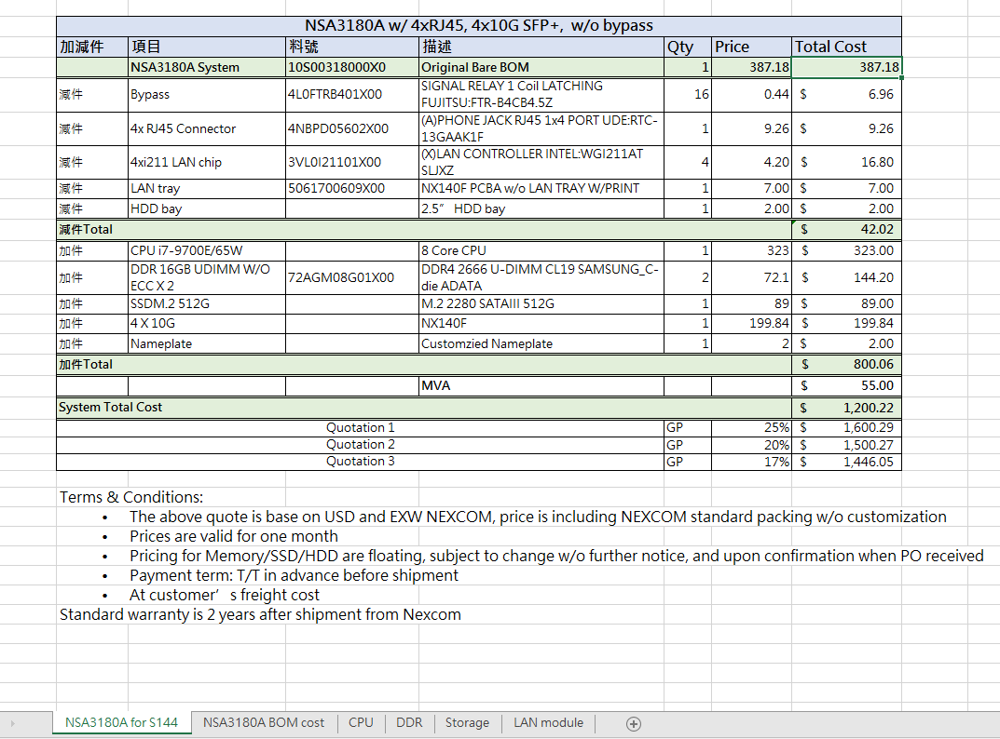 NSA3180A w/ 4xRJ45, 4x10G SFP+, w/o bypass
加減件 項目 料號 描述 Qty Price Total Cost
NSA3180A System 10S00318000X0 Original Bare BOM 1 387.18 387.18
減件 Bypass 4L0FTRB401X00 SIGNAL RELAY 1 Coil LATCHING
FUJITSU:FTR-B4CB4.5Z 16 0.44 $ 6.96
減件 4x RJ45 Connector 4NBPD05602X00 (A)PHONE JACK RJ45 1x4 PORT UDE:RTC-
13GAAK1F 1 9.26 $ 9.26
減件 4xi211 LAN chip 3VL0I21101X00 (X)LAN CONTROLLER INTEL:WGI211AT
SLJXZ 4 4.20 $ 16.80
減件 LAN tray 5061700609X00 NX140F PCBA w/o LAN TRAY W/PRINT 1 7.00 $ 7.00
減件 HDD bay 2.5" HDD bay 1 2.00 $ 2.00
減件Total $ 42.02
加件 CPU i7-9700E/65W 8 Core CPU 1 323 $ 323.00
加件 DDR 16GB UDIMM W/O
ECC X 2 72AGM08G01X00 DDR4 2666 U-DIMM CL19 SAMSUNG_C-
die ADATA 2 72.1 $ 144.20
加件 SSDM.2 512G M.2 2280 SATAIII 512G 1 89 $ 89.00
加件 4 X 10G NX140F 1 199.84 $ 199.84
加件 Nameplate Customzied Nameplate 1 2 $ 2.00
加件Total $ 800.06
MVA $ 55.00
System Total Cost $ 1,200.22
Quotation 1 GP 25% $ 1,600.29
Quotation 2 GP 20% $ 1,500.27
Quotation 3 GP 17% $ 1,446.05
Terms & Conditions:
• The above quote is base on USD and EXW NEXCOM, price is including NEXCOM standard packing w/o customization
• Prices are valid for one month
• Pricing for Memory/SSD/HDD are floating, subject to change w/o further notice, and upon confirmation when PO received
• Payment term: T/T in advance before shipment
• At customer's freight cost
Standard warranty is 2 years after shipment from Nexcom
NSA3180A for S144 NSA3180A BOM cost CPU DDR Storage LAN module